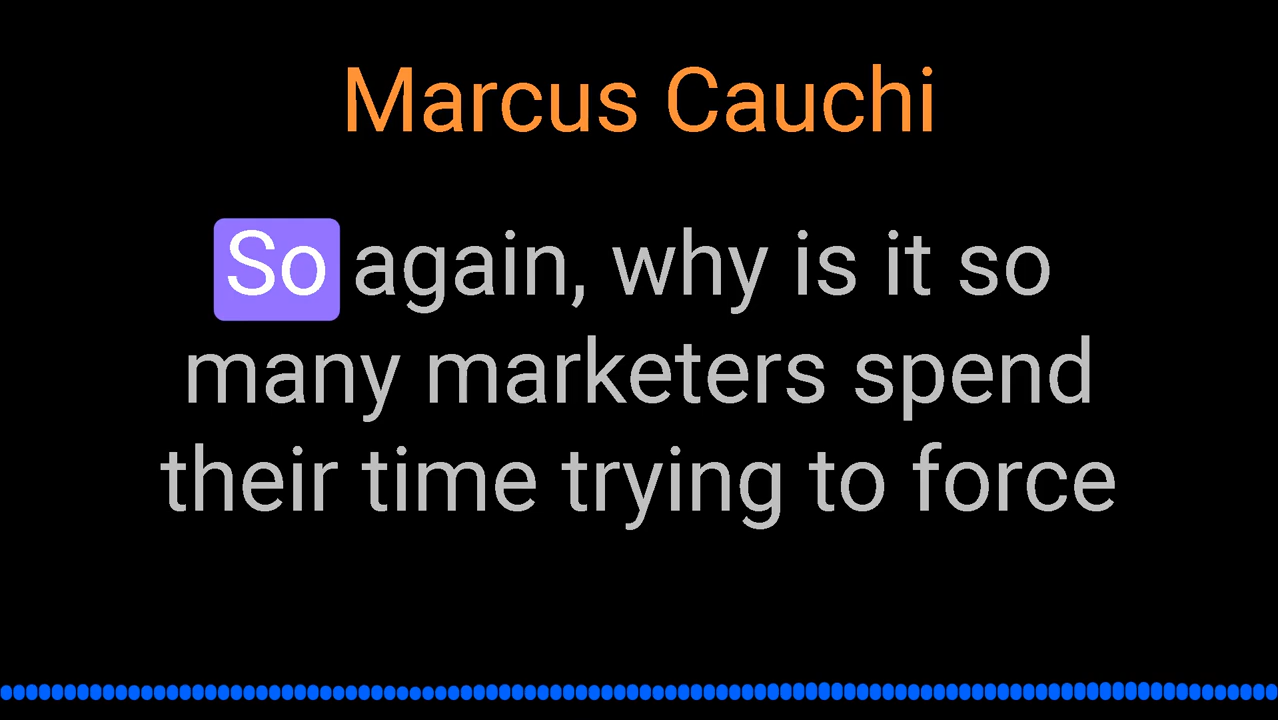 Marcus Cauchi
So again, why is it so
many marketers spend
their time trying to force